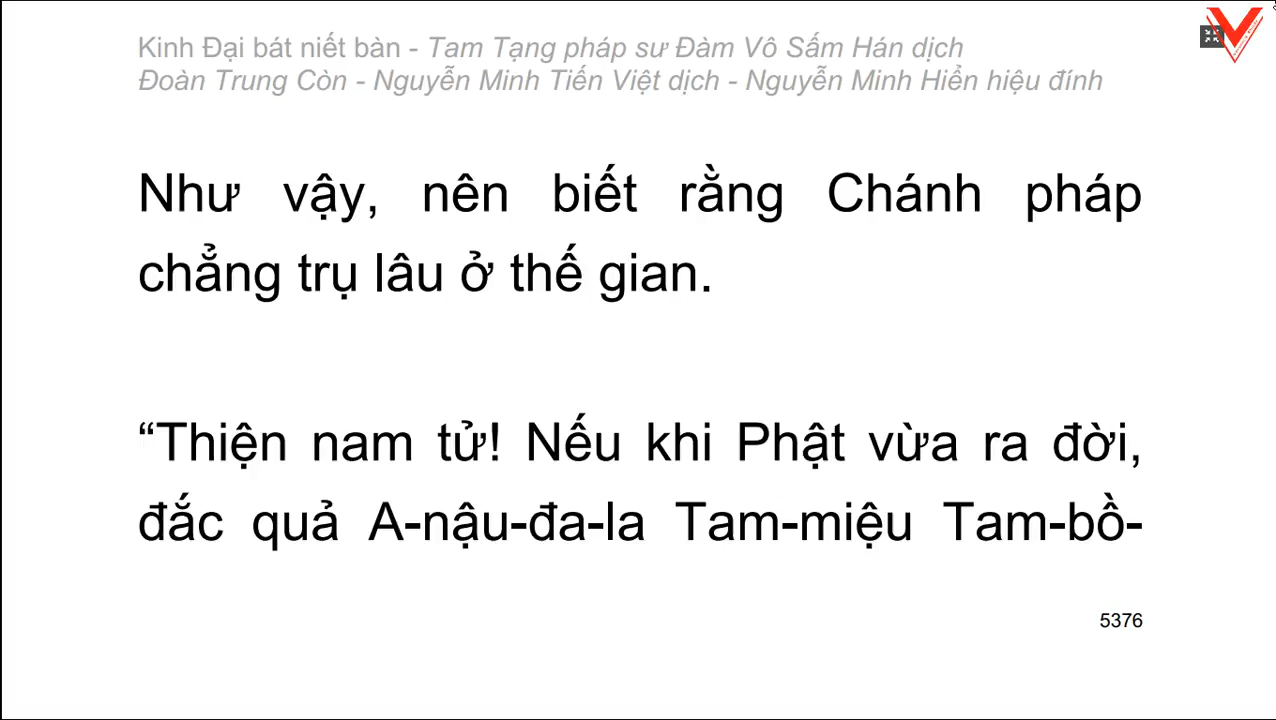 Kinh Đại bát niết bàn - Tam Tạng pháp sư Đàm Vô Sấm Hán dịch
Đoàn Trung Còn - Nguyễn Minh Tiến Việt dịch - Nguyễn Minh Hiển hiệu đính
Như vậy, nên biết rằng Chánh pháp
chẳng trụ lâu ở thế gian.
“Thiện nam tử! Nếu khi Phật vừa ra đời,
đắc quả A-nậu-đa-la Tam-miệu Tam-bồ-
5376